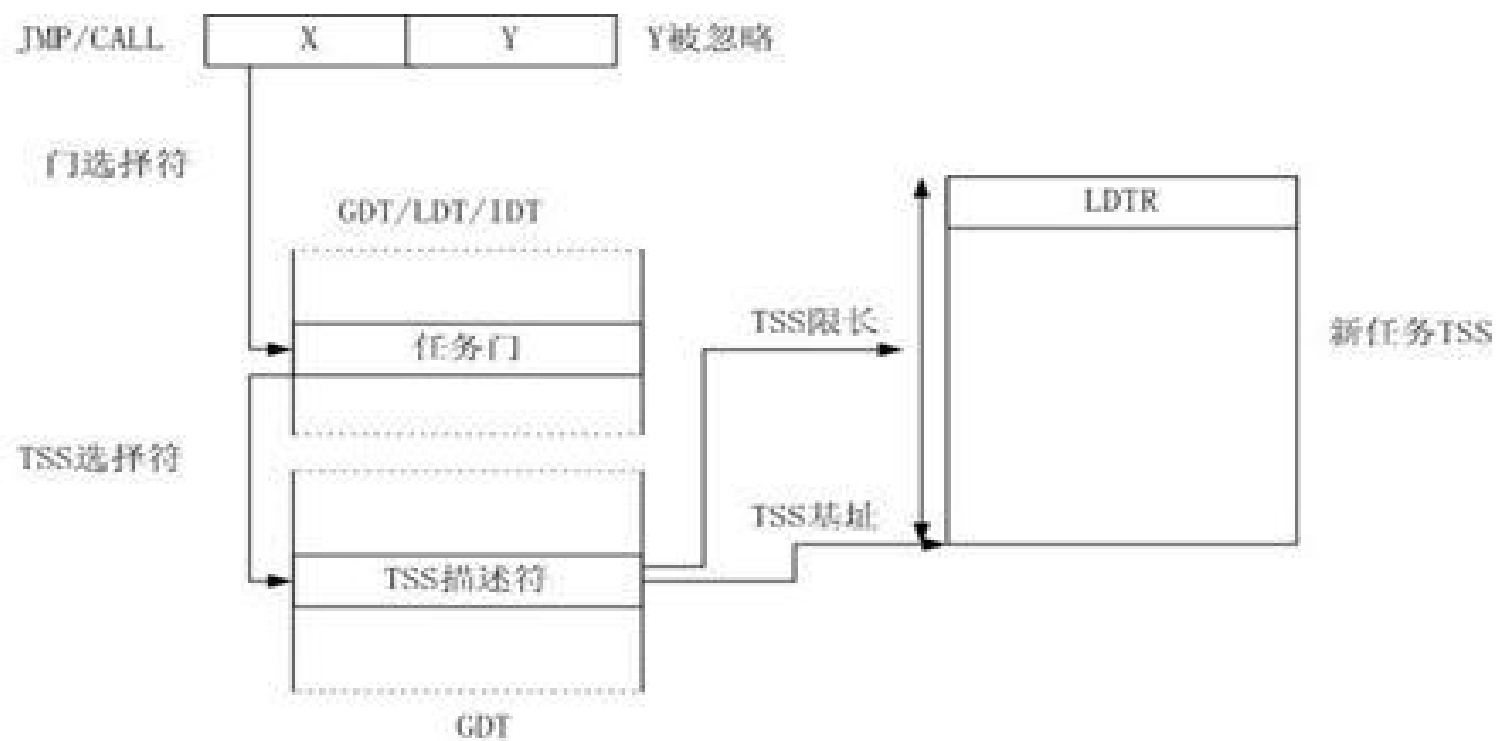 JMP/CALL X Y Y被忽略
门选择符
GDT/LDT/IDT
LDTR
任务门
TSS限长
新任务TSS
TSS选择符
TSS基址
TSS描述符
GDT